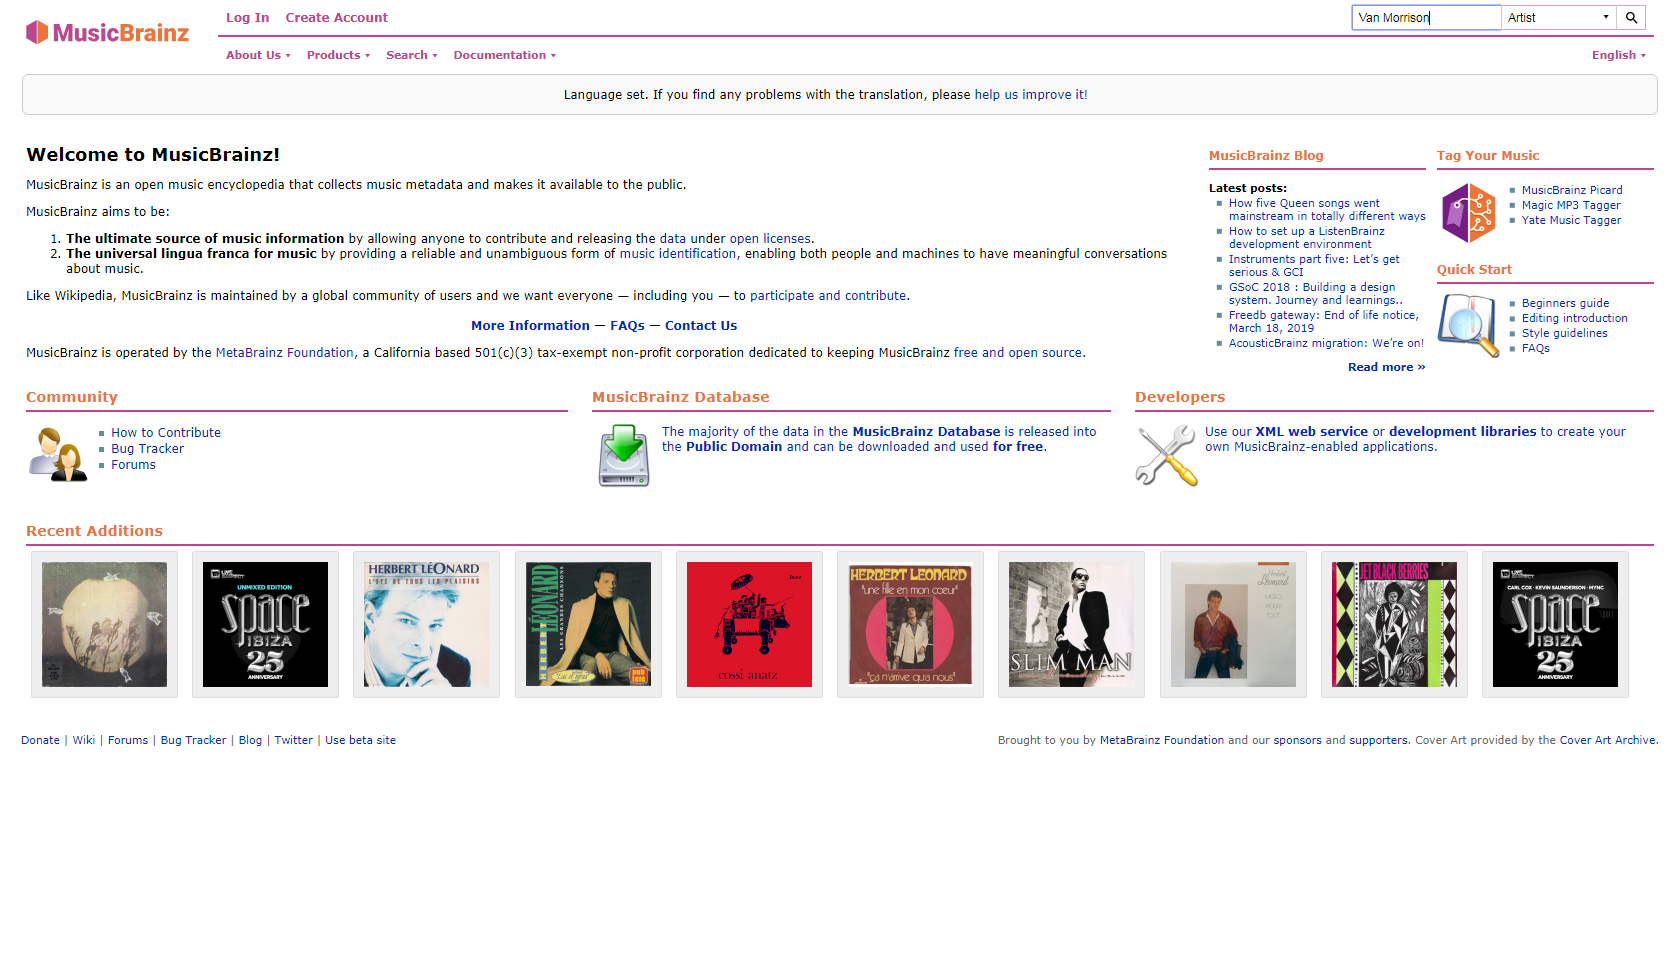 MusicBrainz
Log In Create Account
Van Morrison Artist
About Us Products Search Documentation English
Language set. If you find any problems with the translation, please help us improve it!
Welcome to MusicBrainz!
MusicBrainz is an open music encyclopedia that collects music metadata and makes it available to the public.
MusicBrainz aims to be:
1. The ultimate source of music information by allowing anyone to contribute and releasing the data under open licenses.
2. The universal lingua franca for music by providing a reliable and unambiguous form of music identification, enabling both people and machines to have meaningful conversations
about music.
Like Wikipedia, MusicBrainz is maintained by a global community of users and we want everyone — including you — to participate and contribute.
More Information — FAQs — Contact Us
MusicBrainz is operated by the MetaBrainz Foundation, a California based 501(c)(3) tax-exempt non-profit corporation dedicated to keeping MusicBrainz free and open source.
MusicBrainz Blog
Latest posts:
How five Queen songs went
mainstream in totally different ways
How to set up a ListenBrainz
development environment
Instruments part five: Let's get
serious & GCI
GSoC 2018 : Building a design
system. Journey and learnings..
Freedb gateway: End of life notice,
March 18, 2019
AcousticBrainz migration: We're on!
Read more »
Tag Your Music
MusicBrainz Picard
Magic MP3 Tagger
Yate Music Tagger
Quick Start
Beginners guide
Editing introduction
Style guidelines
FAQs
Community
How to Contribute
Bug Tracker
Forums
MusicBrainz Database
The majority of the data in the MusicBrainz Database is released into
the Public Domain and can be downloaded and used for free.
Developers
Use our XML web service or development libraries to create your
own MusicBrainz-enabled applications.
Recent Additions
UNMIXED EDITION
space
IBIZA
25
ANNIVERSARY
HERBERT LÉONARD
L'ÉTÉ DE TOUS LES PLAISIRS
HERBERT LÉONARD
LES GRANDES CHANSONS
cossi anatz
HERBERT LEONARD
"une fille en mon coeur"
"ça n'arrive qu'à nous"
SLIM MAN
Herbert
Léonard
MERCI
POUR
TOUT
JET BLACK BERRIES
CARL COX · KEVIN SAUNDERSON · MYNC
space
IBIZA
25
ANNIVERSARY
Donate | Wiki | Forums | Bug Tracker | Blog | Twitter | Use beta site
Brought to you by MetaBrainz Foundation and our sponsors and supporters. Cover Art provided by the Cover Art Archive.